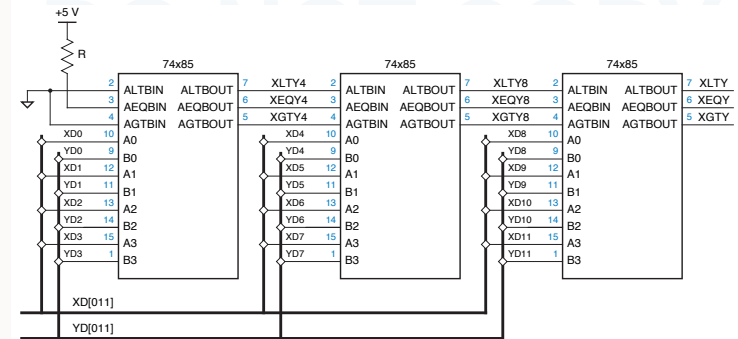 +5 V
R
74x85 74x85 74x85
2 ALTBIN ALTBOUT 7 XLTY4 2 ALTBIN ALTBOUT 7 XLTY8 2 ALTBIN ALTBOUT 7 XLTY
3 AEQBIN AEQBOUT 6 XEQY4 3 AEQBIN AEQBOUT 6 XEQY8 3 AEQBIN AEQBOUT 6 XEQY
4 AGTBIN AGTBOUT 5 XGTY4 4 AGTBIN AGTBOUT 5 XGTY8 4 AGTBIN AGTBOUT 5 XGTY
XD0 10 A0 XD4 10 A0 XD8 10 A0
YD0 9 B0 YD4 9 B0 YD8 9 B0
XD1 12 A1 XD5 12 A1 XD9 12 A1
YD1 11 B1 YD5 11 B1 YD9 11 B1
XD2 13 A2 XD6 13 A2 XD10 13 A2
YD2 14 B2 YD6 14 B2 YD10 14 B2
XD3 15 A3 XD7 15 A3 XD11 15 A3
YD3 1 B3 YD7 1 B3 YD11 1 B3
XD[011]
YD[011]